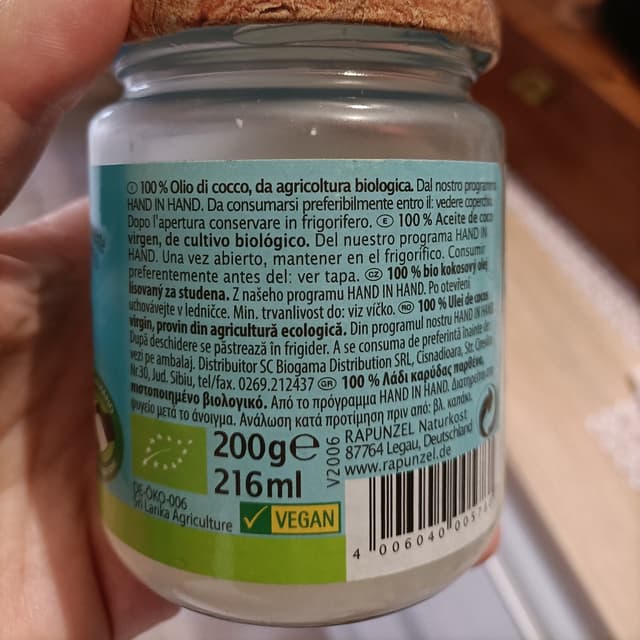 Ⓘ 100 % Olio di cocco, da agricoltura biologica. Dal nostro programma
HAND IN HAND. Da consumarsi preferibilmente entro il: vedere coperchio.
Dopo l'apertura conservare in frigorifero. Ⓔ 100 % Aceite de coco
virgen, de cultivo biológico. Del nuestro programa HAND IN
HAND. Una vez abierto, mantener en el frigorífico. Consumir
preferentemente antes del: ver tapa. CZ 100 % bio kokosový olej
lisovaný za studena. Z našeho programu HAND IN HAND. Po otevření
uchovávejte v ledničce. Min. trvanlivost do: viz víčko. RO 100 % Ulei de cocos
virgin, provin din agricultură ecologică. Din programul nostru HAND IN HAND.
După deschidere se păstrează în frigider. A se consuma de preferință înainte de:
vezi pe ambalaj. Distribuitor SC Biogama Distribution SRL, Cisnadioara, Str.
Nr.30, Jud. Sibiu, tel/fax. 0269.212437 GR 100 % Λάδι καρύδας παρθένο,
πιστοποιημένο βιολογικό. Από το πρόγραμμα HAND IN HAND. Διατηρείται στο
ψυγείο μετά το άνοιγμα. Ανάλωση κατά προτίμηση πριν από: βλ. καπάκι.
200g℮
216ml
V2006
RAPUNZEL Naturkost
87764 Legau, Deutschland
www.rapunzel.de
DE-ÖKO-006
Sri Lanka Agriculture
VEGAN
4 006040 005